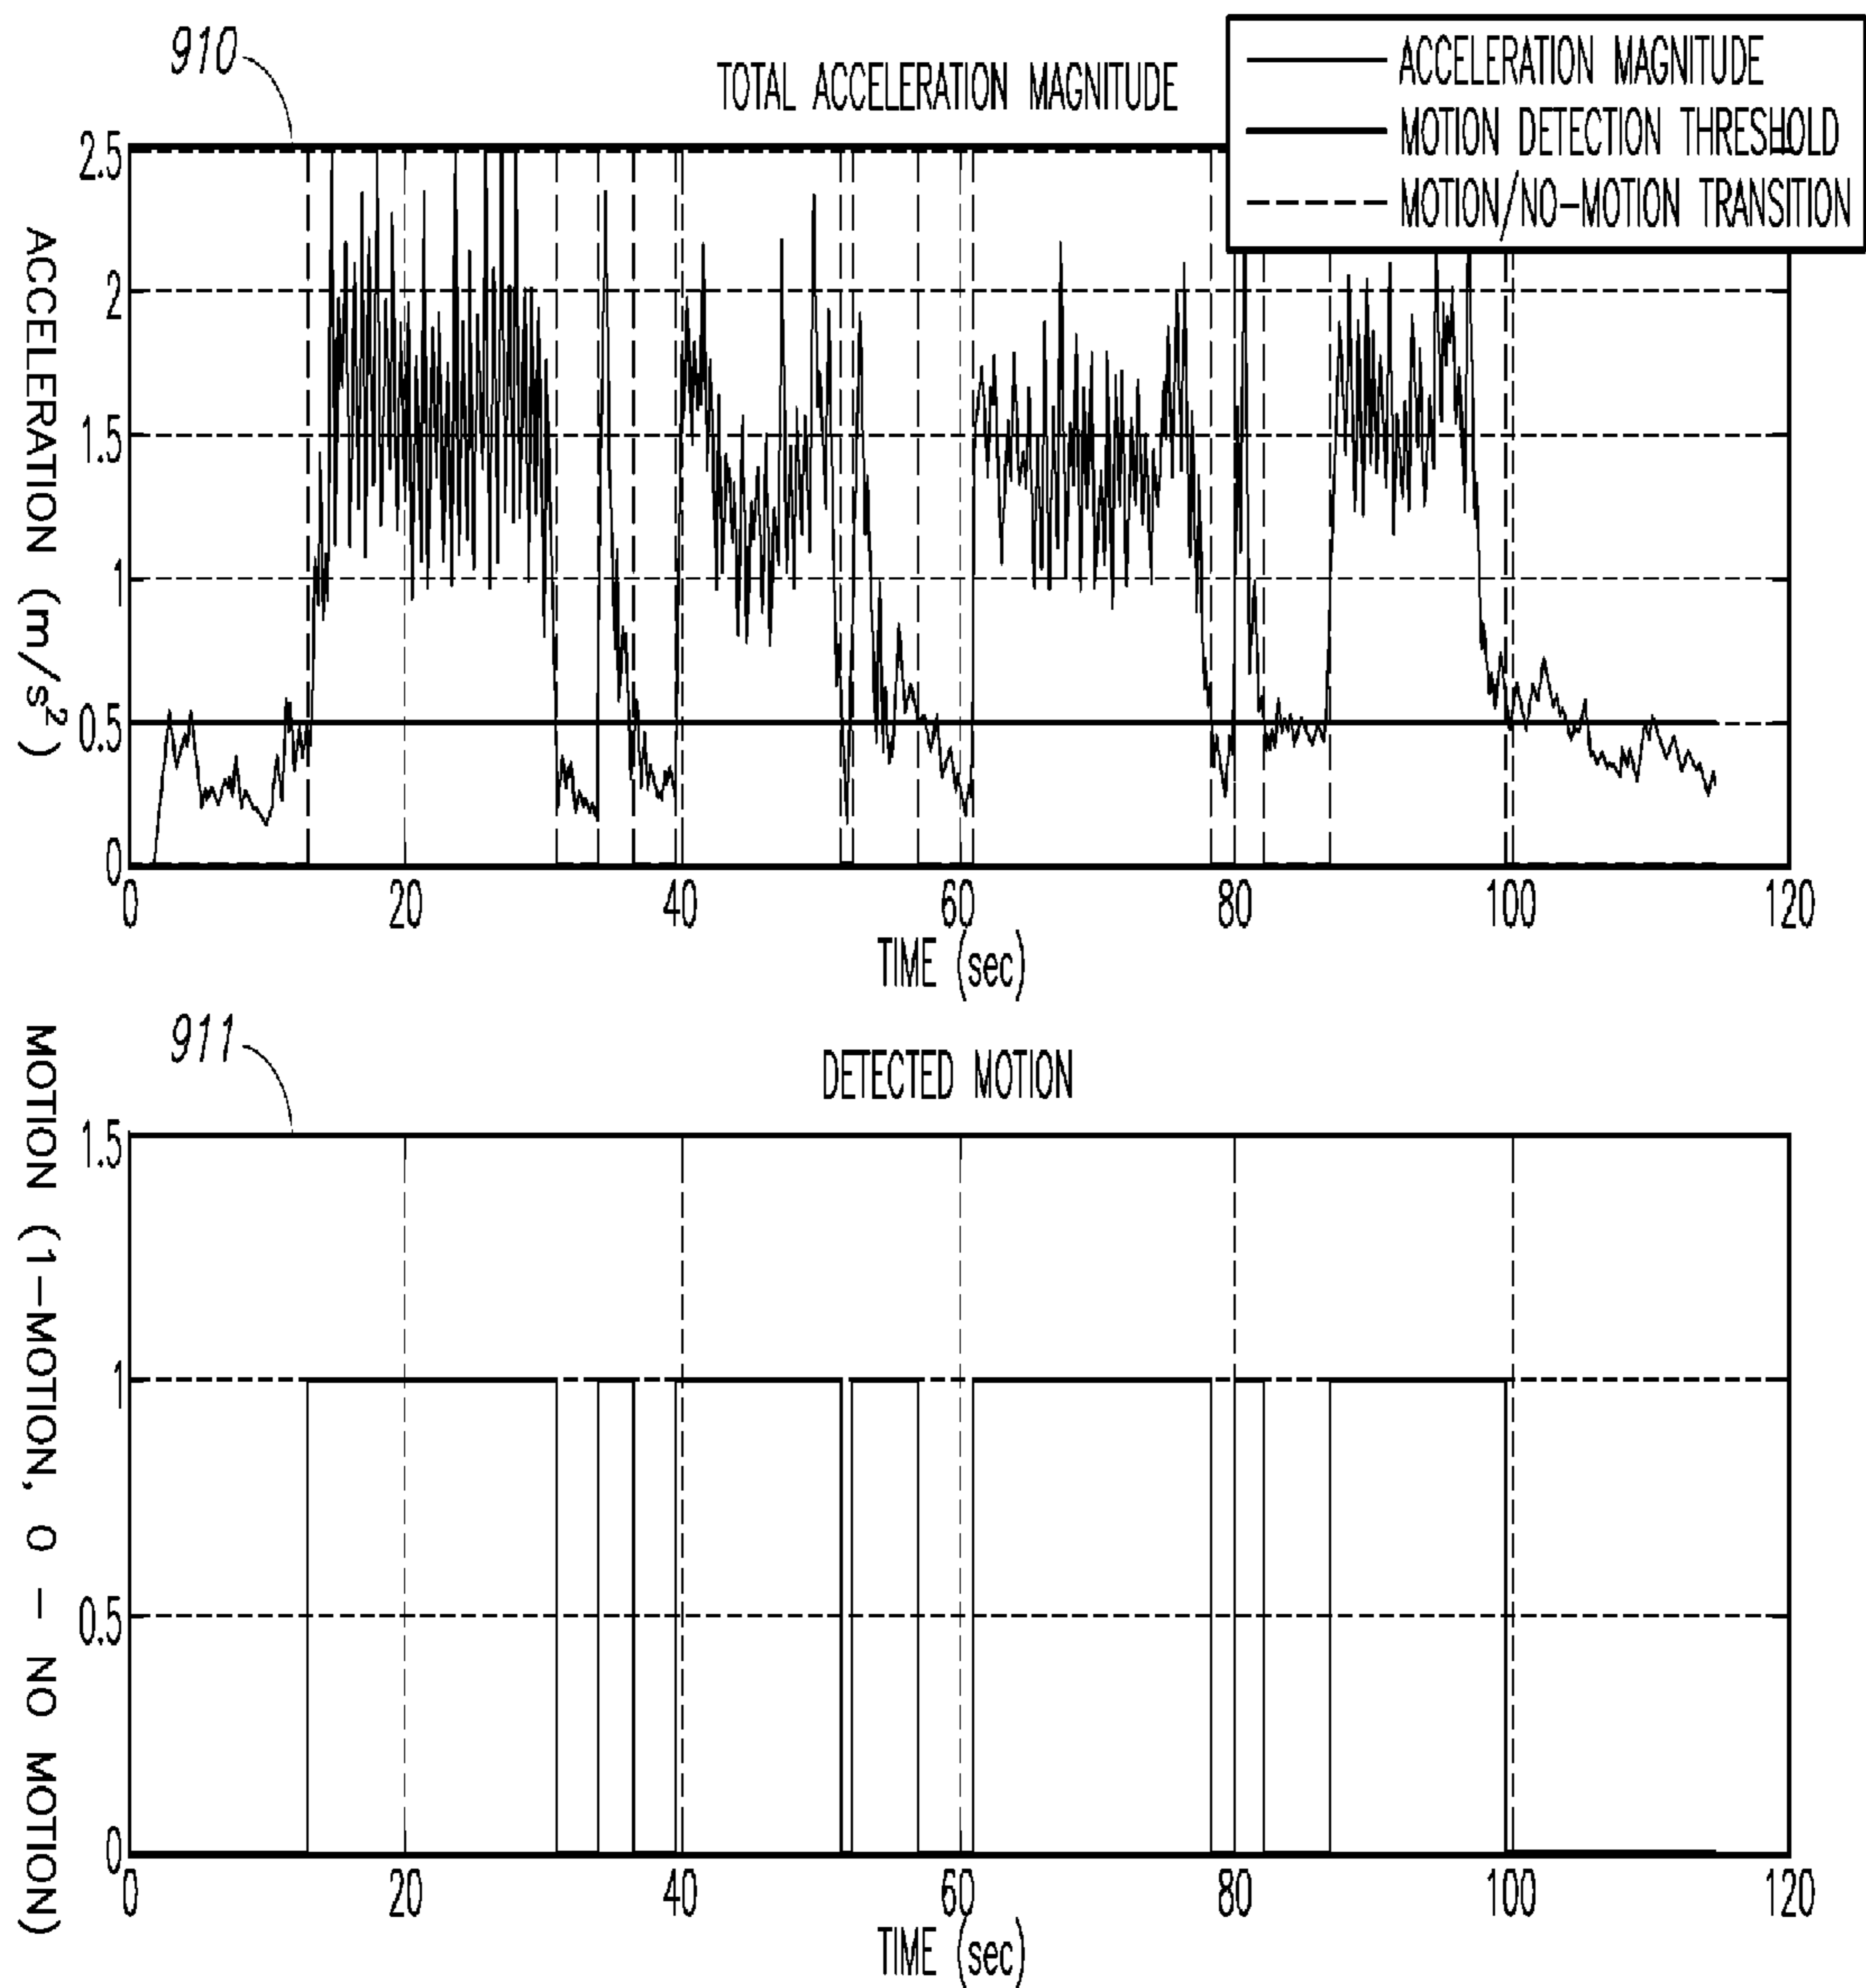 910
TOTAL ACCELERATION MAGNITUDE
ACCELERATION MAGNITUDE
MOTION DETECTION THRESHOLD
MOTION/NO-MOTION TRANSITION
ACCELERATION (m/s²)
2.5
2
1.5
1
0.5
0
0 20 40 60 80 100 120
TIME (sec)
911
DETECTED MOTION
MOTION (1-MOTION, 0 - NO MOTION)
1.5
1
0.5
0
0 20 40 60 80 100 120
TIME (sec)